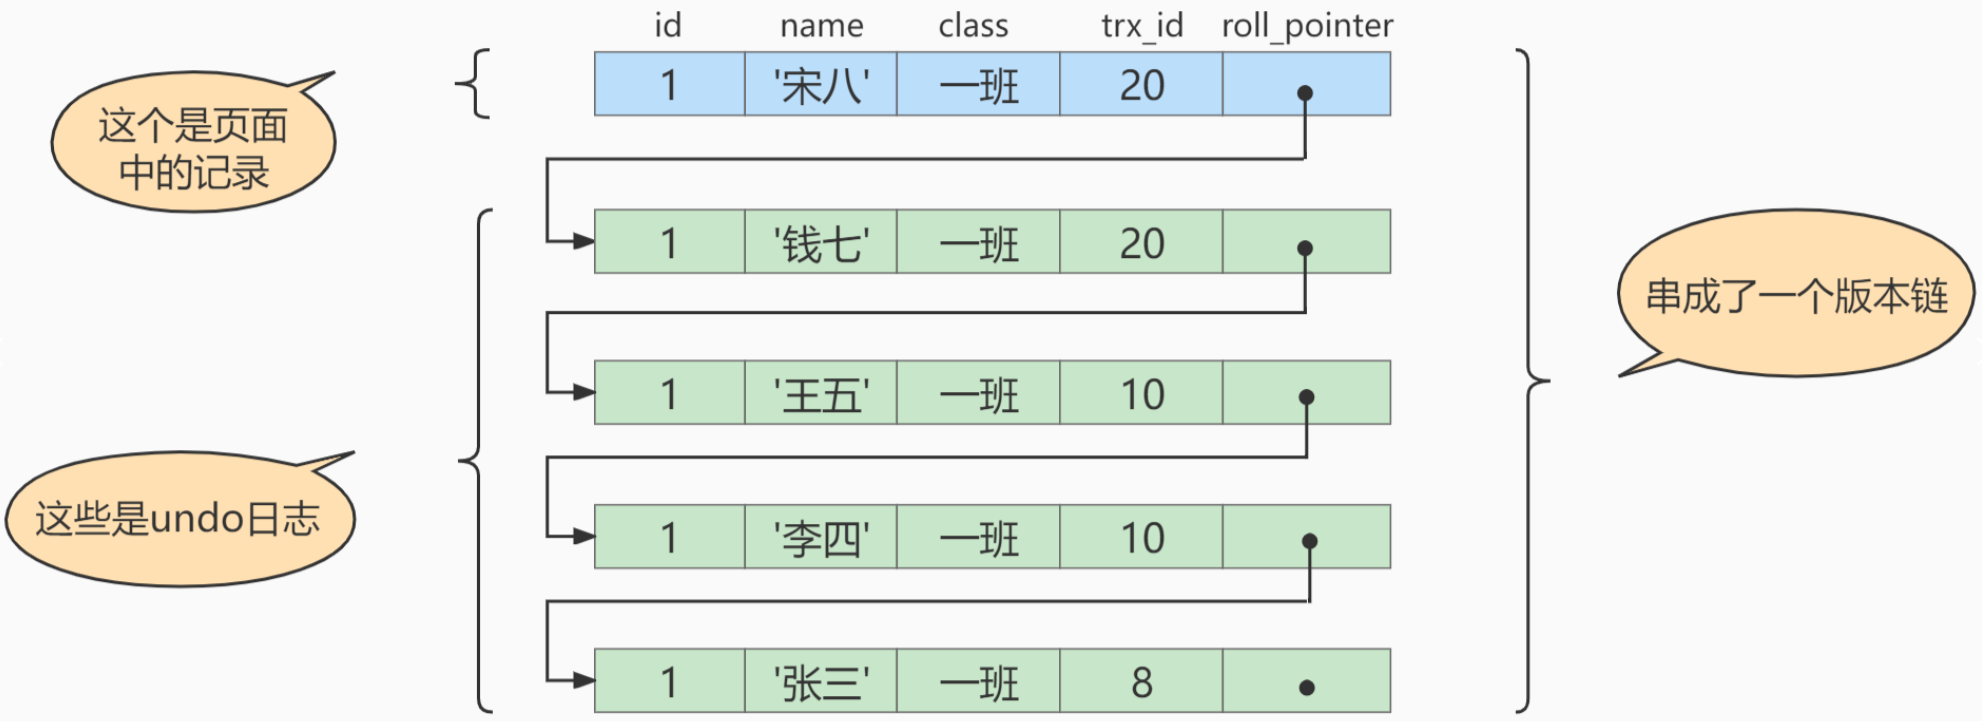 id name class trx_id roll_pointer
1 '宋八' 一班 20
这个是页面
中的记录
1 '钱七' 一班 20
串成了一个版本链
1 '王五' 一班 10
这些是undo日志
1 '李四' 一班 10
1 '张三' 一班 8